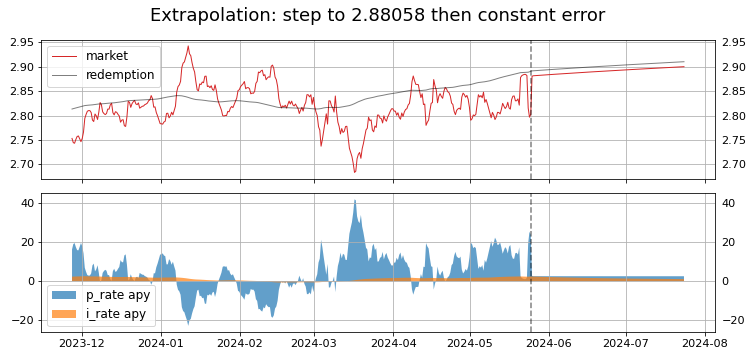 Extrapolation: step to 2.88058 then constant error
2.95 2.95
2.90 2.90
2.85 2.85
2.80 2.80
2.75 2.75
2.70 2.70
market
redemption
40 40
20 20
0 0
−20 −20
p_rate apy
i_rate apy
2023-12 2024-01 2024-02 2024-03 2024-04 2024-05 2024-06 2024-07 2024-08